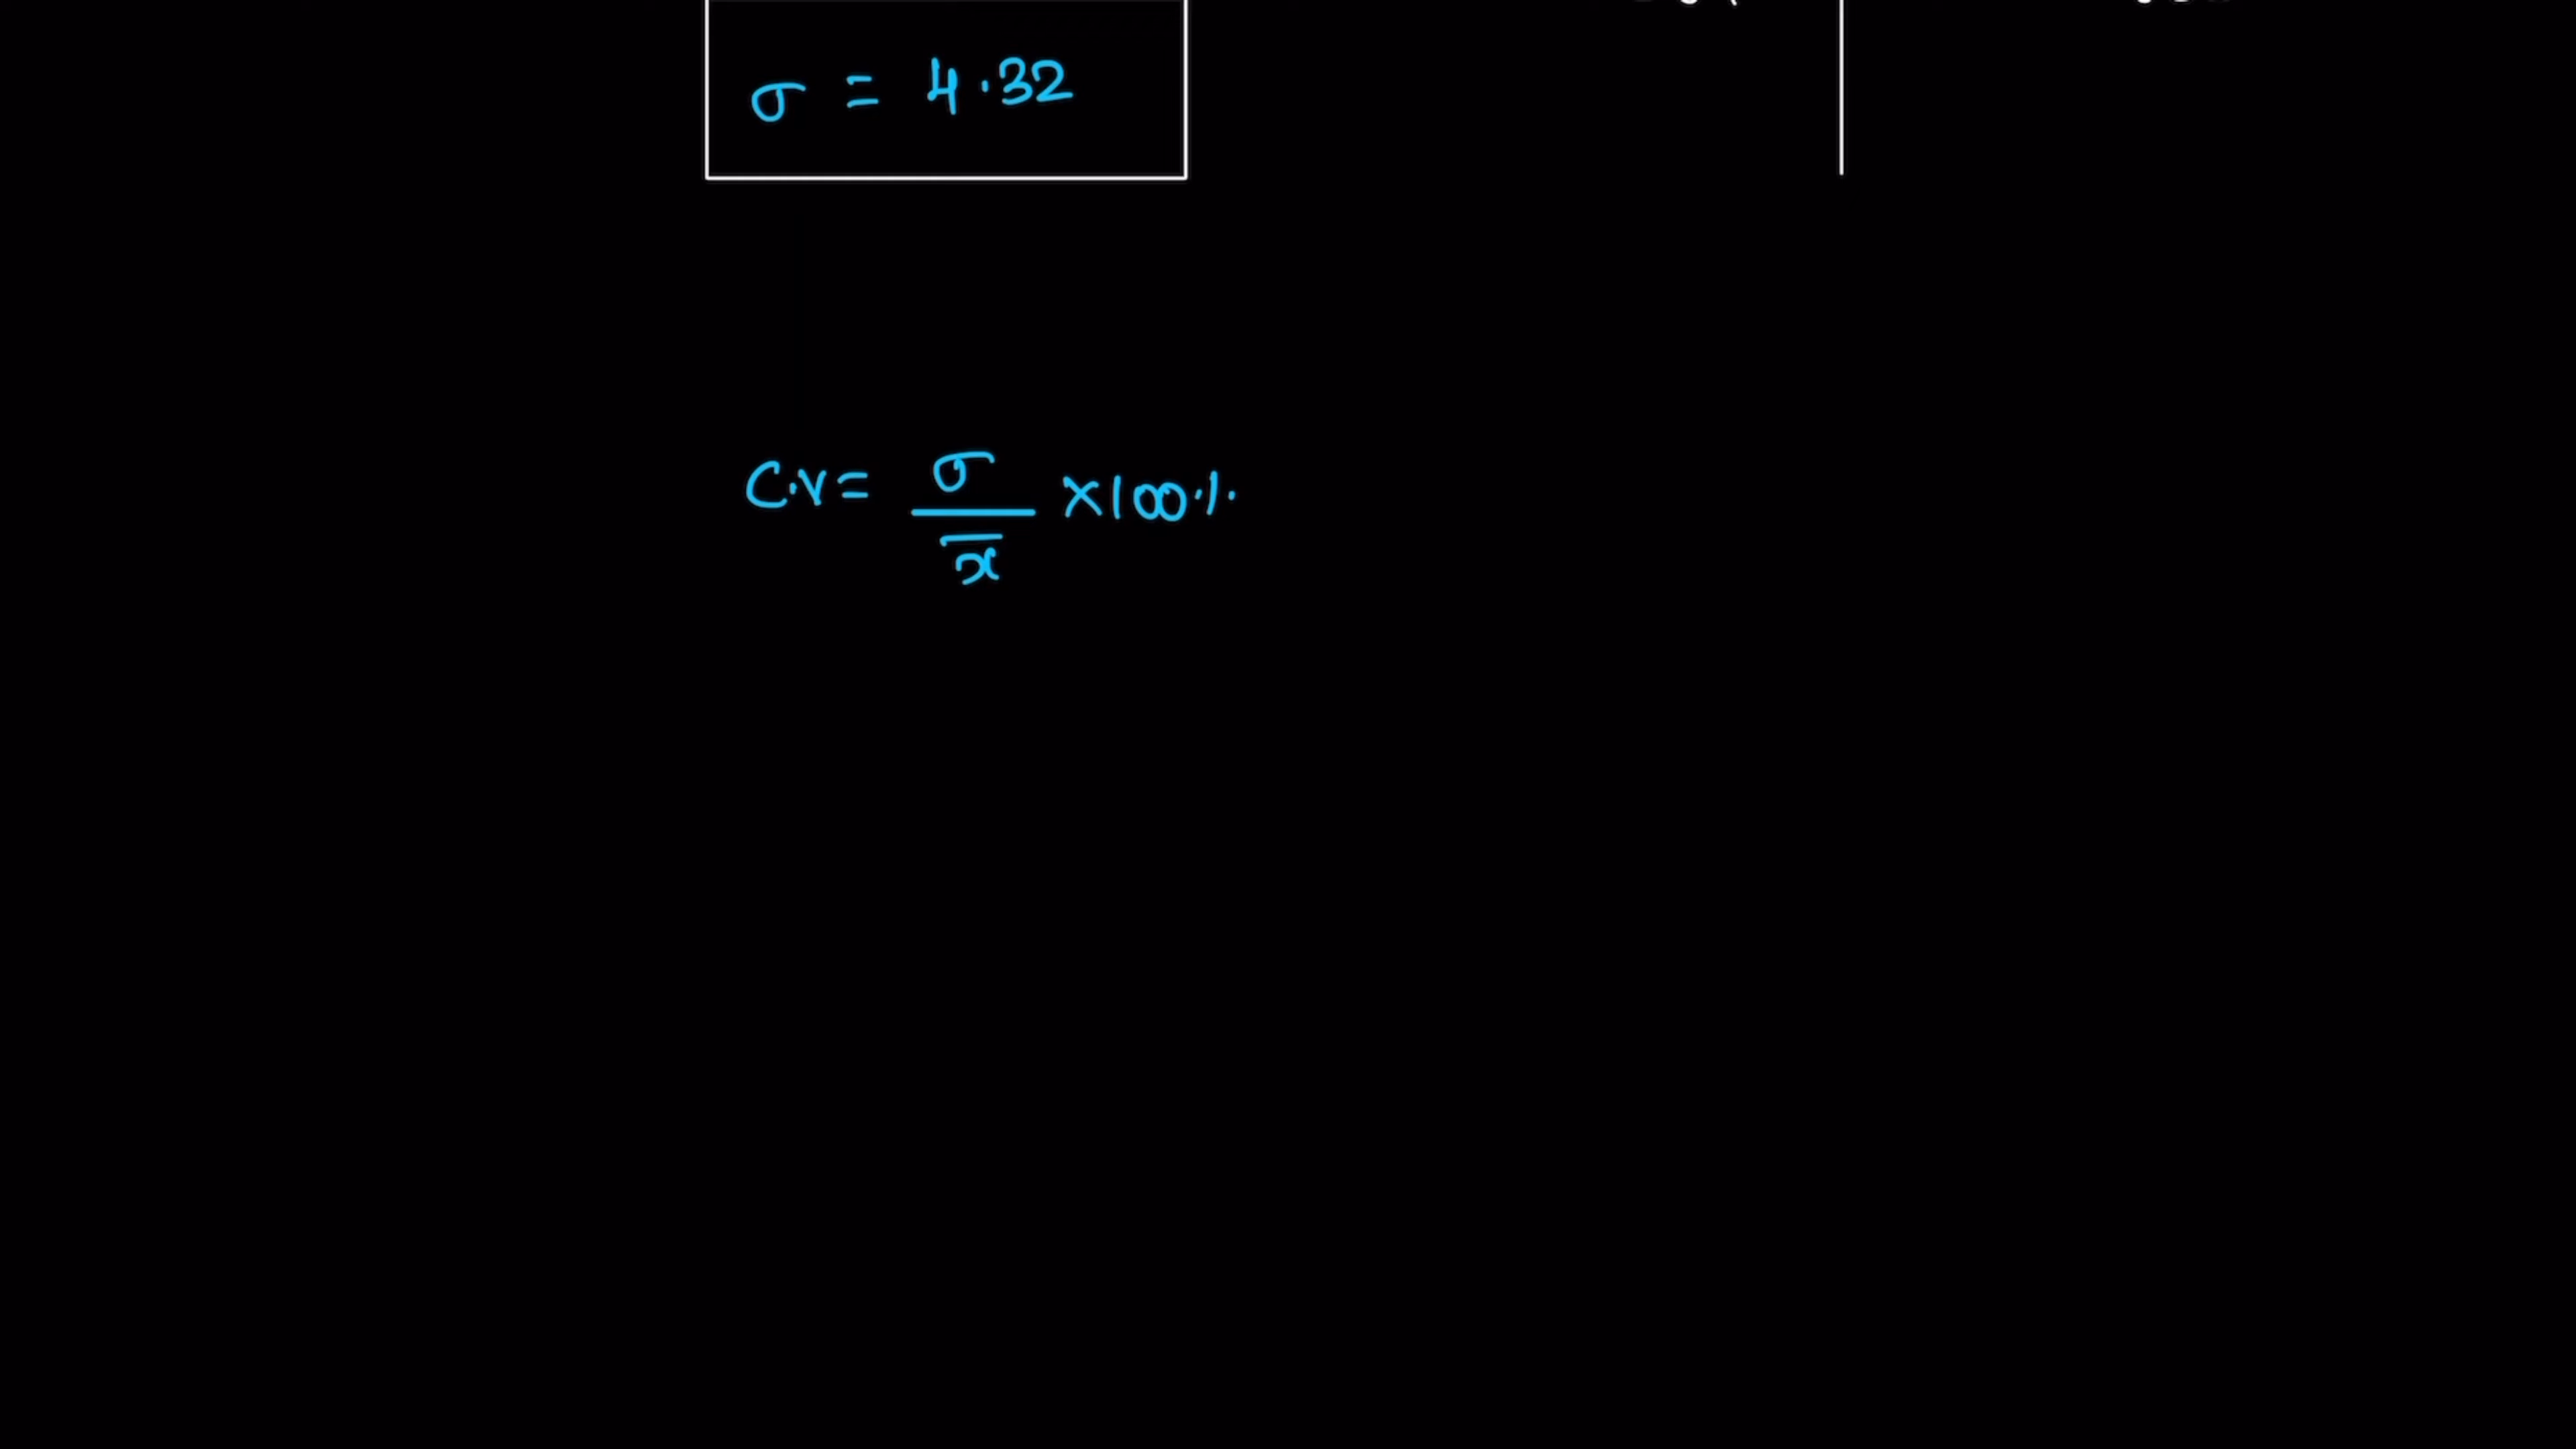 σ = 4.32
C.V = σ / x̄ ×100%